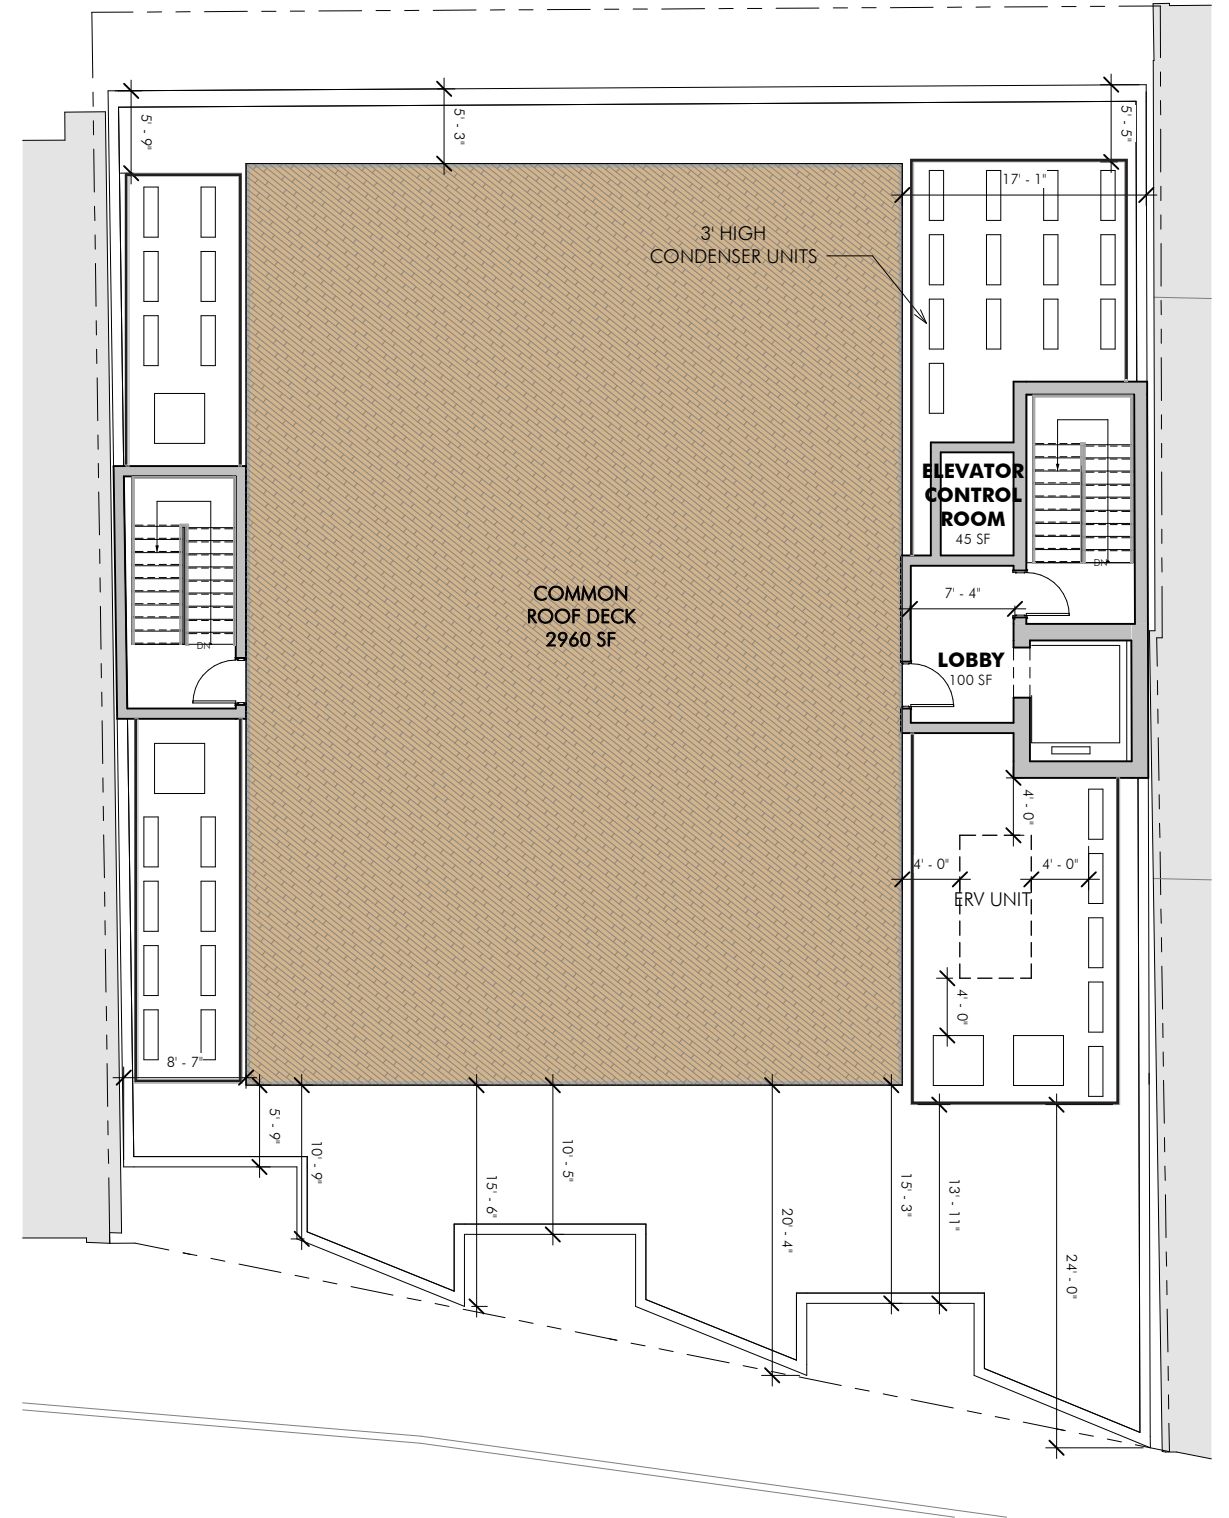 5' - 9"
5' - 3"
5' - 5"
17' - 1"
3' HIGH
CONDENSER UNITS
ELEVATOR
CONTROL
ROOM
45 SF
DN
COMMON
ROOF DECK
2960 SF
7' - 4"
DN
LOBBY
100 SF
4' - 0"
4' - 0"
4' - 0"
ERV UNIT
4' - 0"
8' - 7"
5' - 9"
10' - 9"
15' - 6"
10' - 5"
20' - 4"
15' - 3"
13' - 11"
24' - 0"